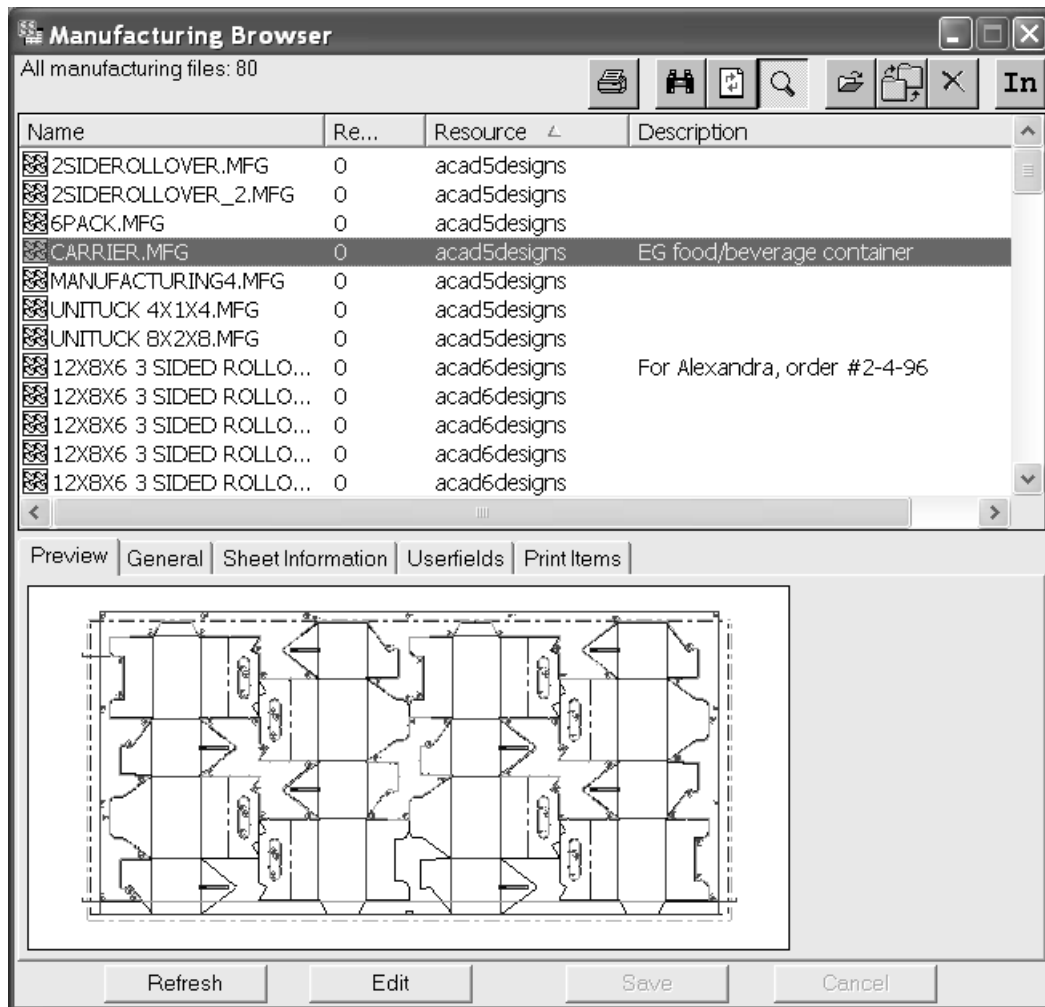 Manufacturing Browser
All manufacturing files: 80
In
Name Re... Resource Description
2SIDEROLLOVER.MFG 0 acad5designs
2SIDEROLLOVER_2.MFG 0 acad5designs
6PACK.MFG 0 acad5designs
CARRIER.MFG 0 acad5designs EG food/beverage container
MANUFACTURING4.MFG 0 acad5designs
UNITUCK 4X1X4.MFG 0 acad5designs
UNITUCK 8X2X8.MFG 0 acad5designs
12X8X6 3 SIDED ROLLO... 0 acad6designs For Alexandra, order #2-4-96
12X8X6 3 SIDED ROLLO... 0 acad6designs
12X8X6 3 SIDED ROLLO... 0 acad6designs
12X8X6 3 SIDED ROLLO... 0 acad6designs
12X8X6 3 SIDED ROLLO... 0 acad6designs
Preview General Sheet Information Userfields Print Items
Refresh Edit Save Cancel